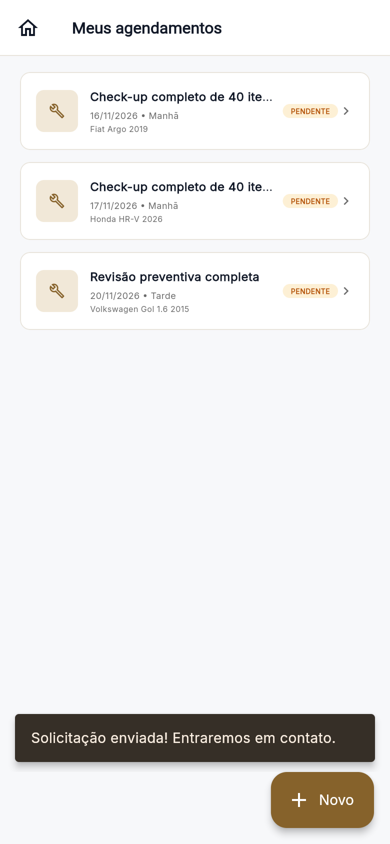 Meus agendamentos
Check-up completo de 40 ite...
16/11/2026 • Manhã
Fiat Argo 2019
PENDENTE
Check-up completo de 40 ite...
17/11/2026 • Manhã
Honda HR-V 2026
PENDENTE
Revisão preventiva completa
20/11/2026 • Tarde
Volkswagen Gol 1.6 2015
PENDENTE
Solicitação enviada! Entraremos em contato.
Novo